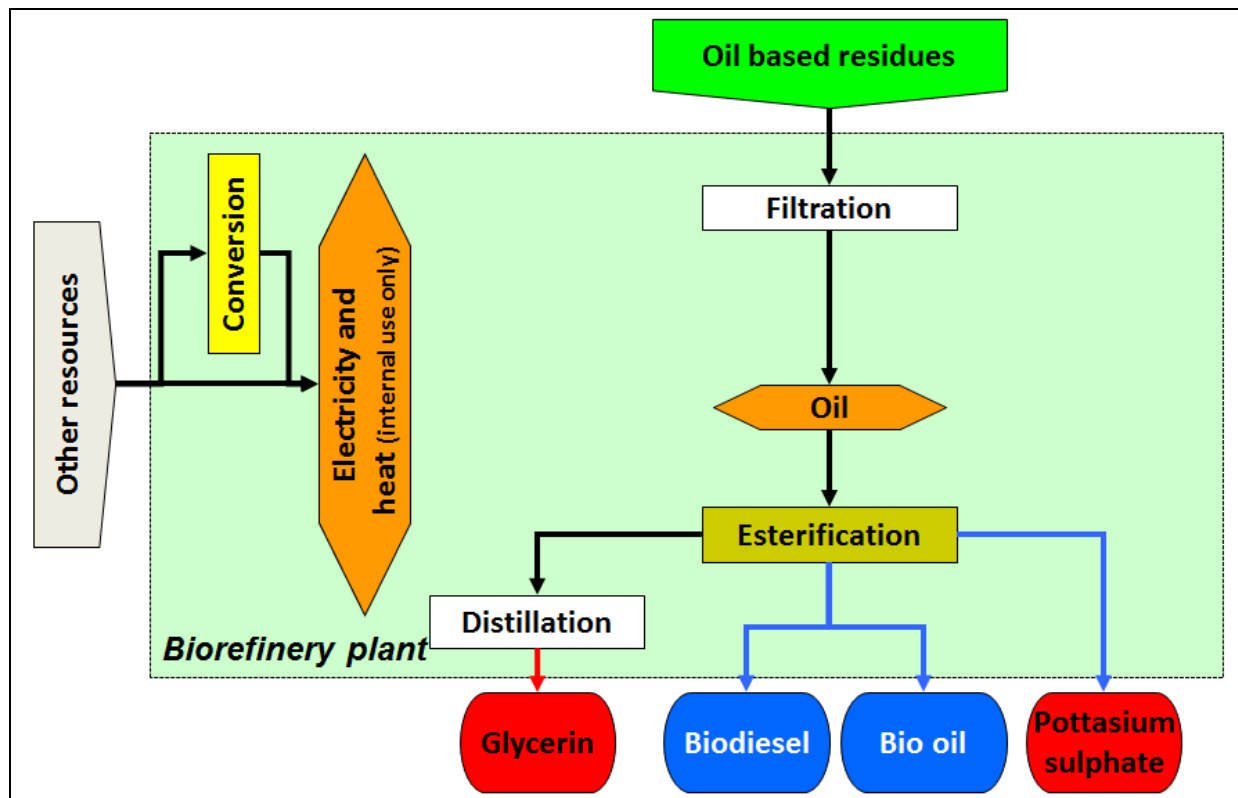 Oil based residues
Filtration
Conversion
Other resources
Electricity and
heat (internal use only)
Oil
Esterification
Distillation
Biorefinery plant
Glycerin
Biodiesel
Bio oil
Pottasium
sulphate